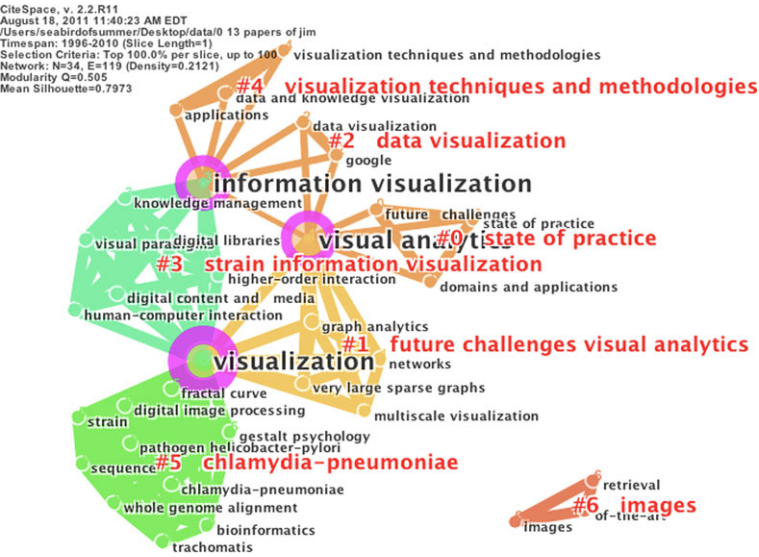 CiteSpace, v. 2.2.R11
August 18, 2011 11:40:23 AM EDT
/Users/seabirdofsummer/Desktop/data/0 13 papers of jim
Timespan: 1996-2010 (Slice Length=1)
Selection Criteria: Top 100.0% per slice, up to 100
Network: N=34, E=119 (Density=0.2121)
Modularity Q=0.505
Mean Silhouette=0.7973
visualization techniques and methodologies
#4 visualization techniques and methodologies
data and knowledge visualization
applications
data visualization
#2 data visualization
google
information visualization
knowledge management
future challenges
state of practice
visual
digital libraries
visual analytics
#0 state of practice
#3 strain information visualization
higher-order interaction
domains and applications
digital content and media
human-computer interaction
graph analytics
#1 future challenges visual analytics
visualization
networks
very large sparse graphs
fractal curve
digital image processing
multiscale visualization
strain
gestalt psychology
pathogen helicobacter-pylori
sequence
#5 chlamydia-pneumoniae
chlamydia-pneumoniae
whole genome alignment
bioinformatics
trachomatis
retrieval
#6 images
of-the-art
images